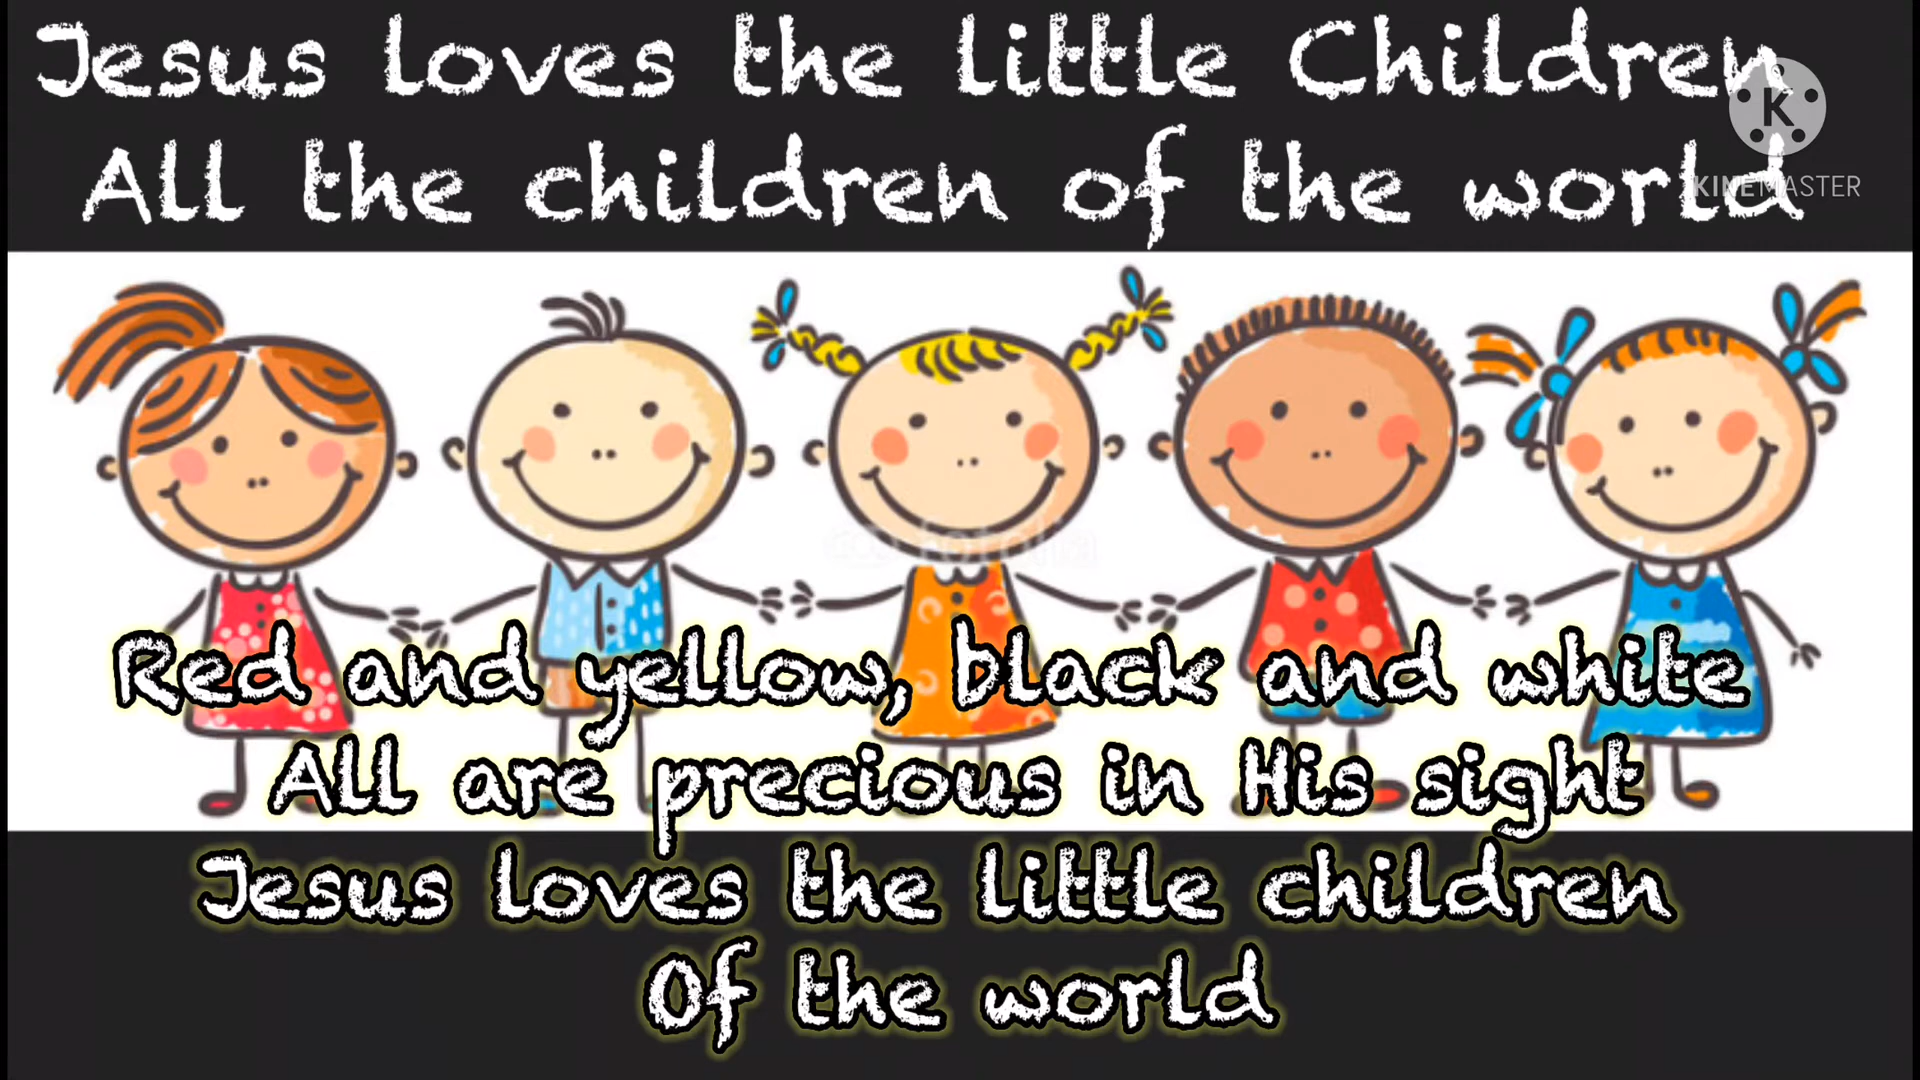 Jesus loves the little Children
All the children of the world
K
KINEMASTER
fotolia
Red and yellow, black and white
All are precious in His sight
Jesus loves the little children
Of the world